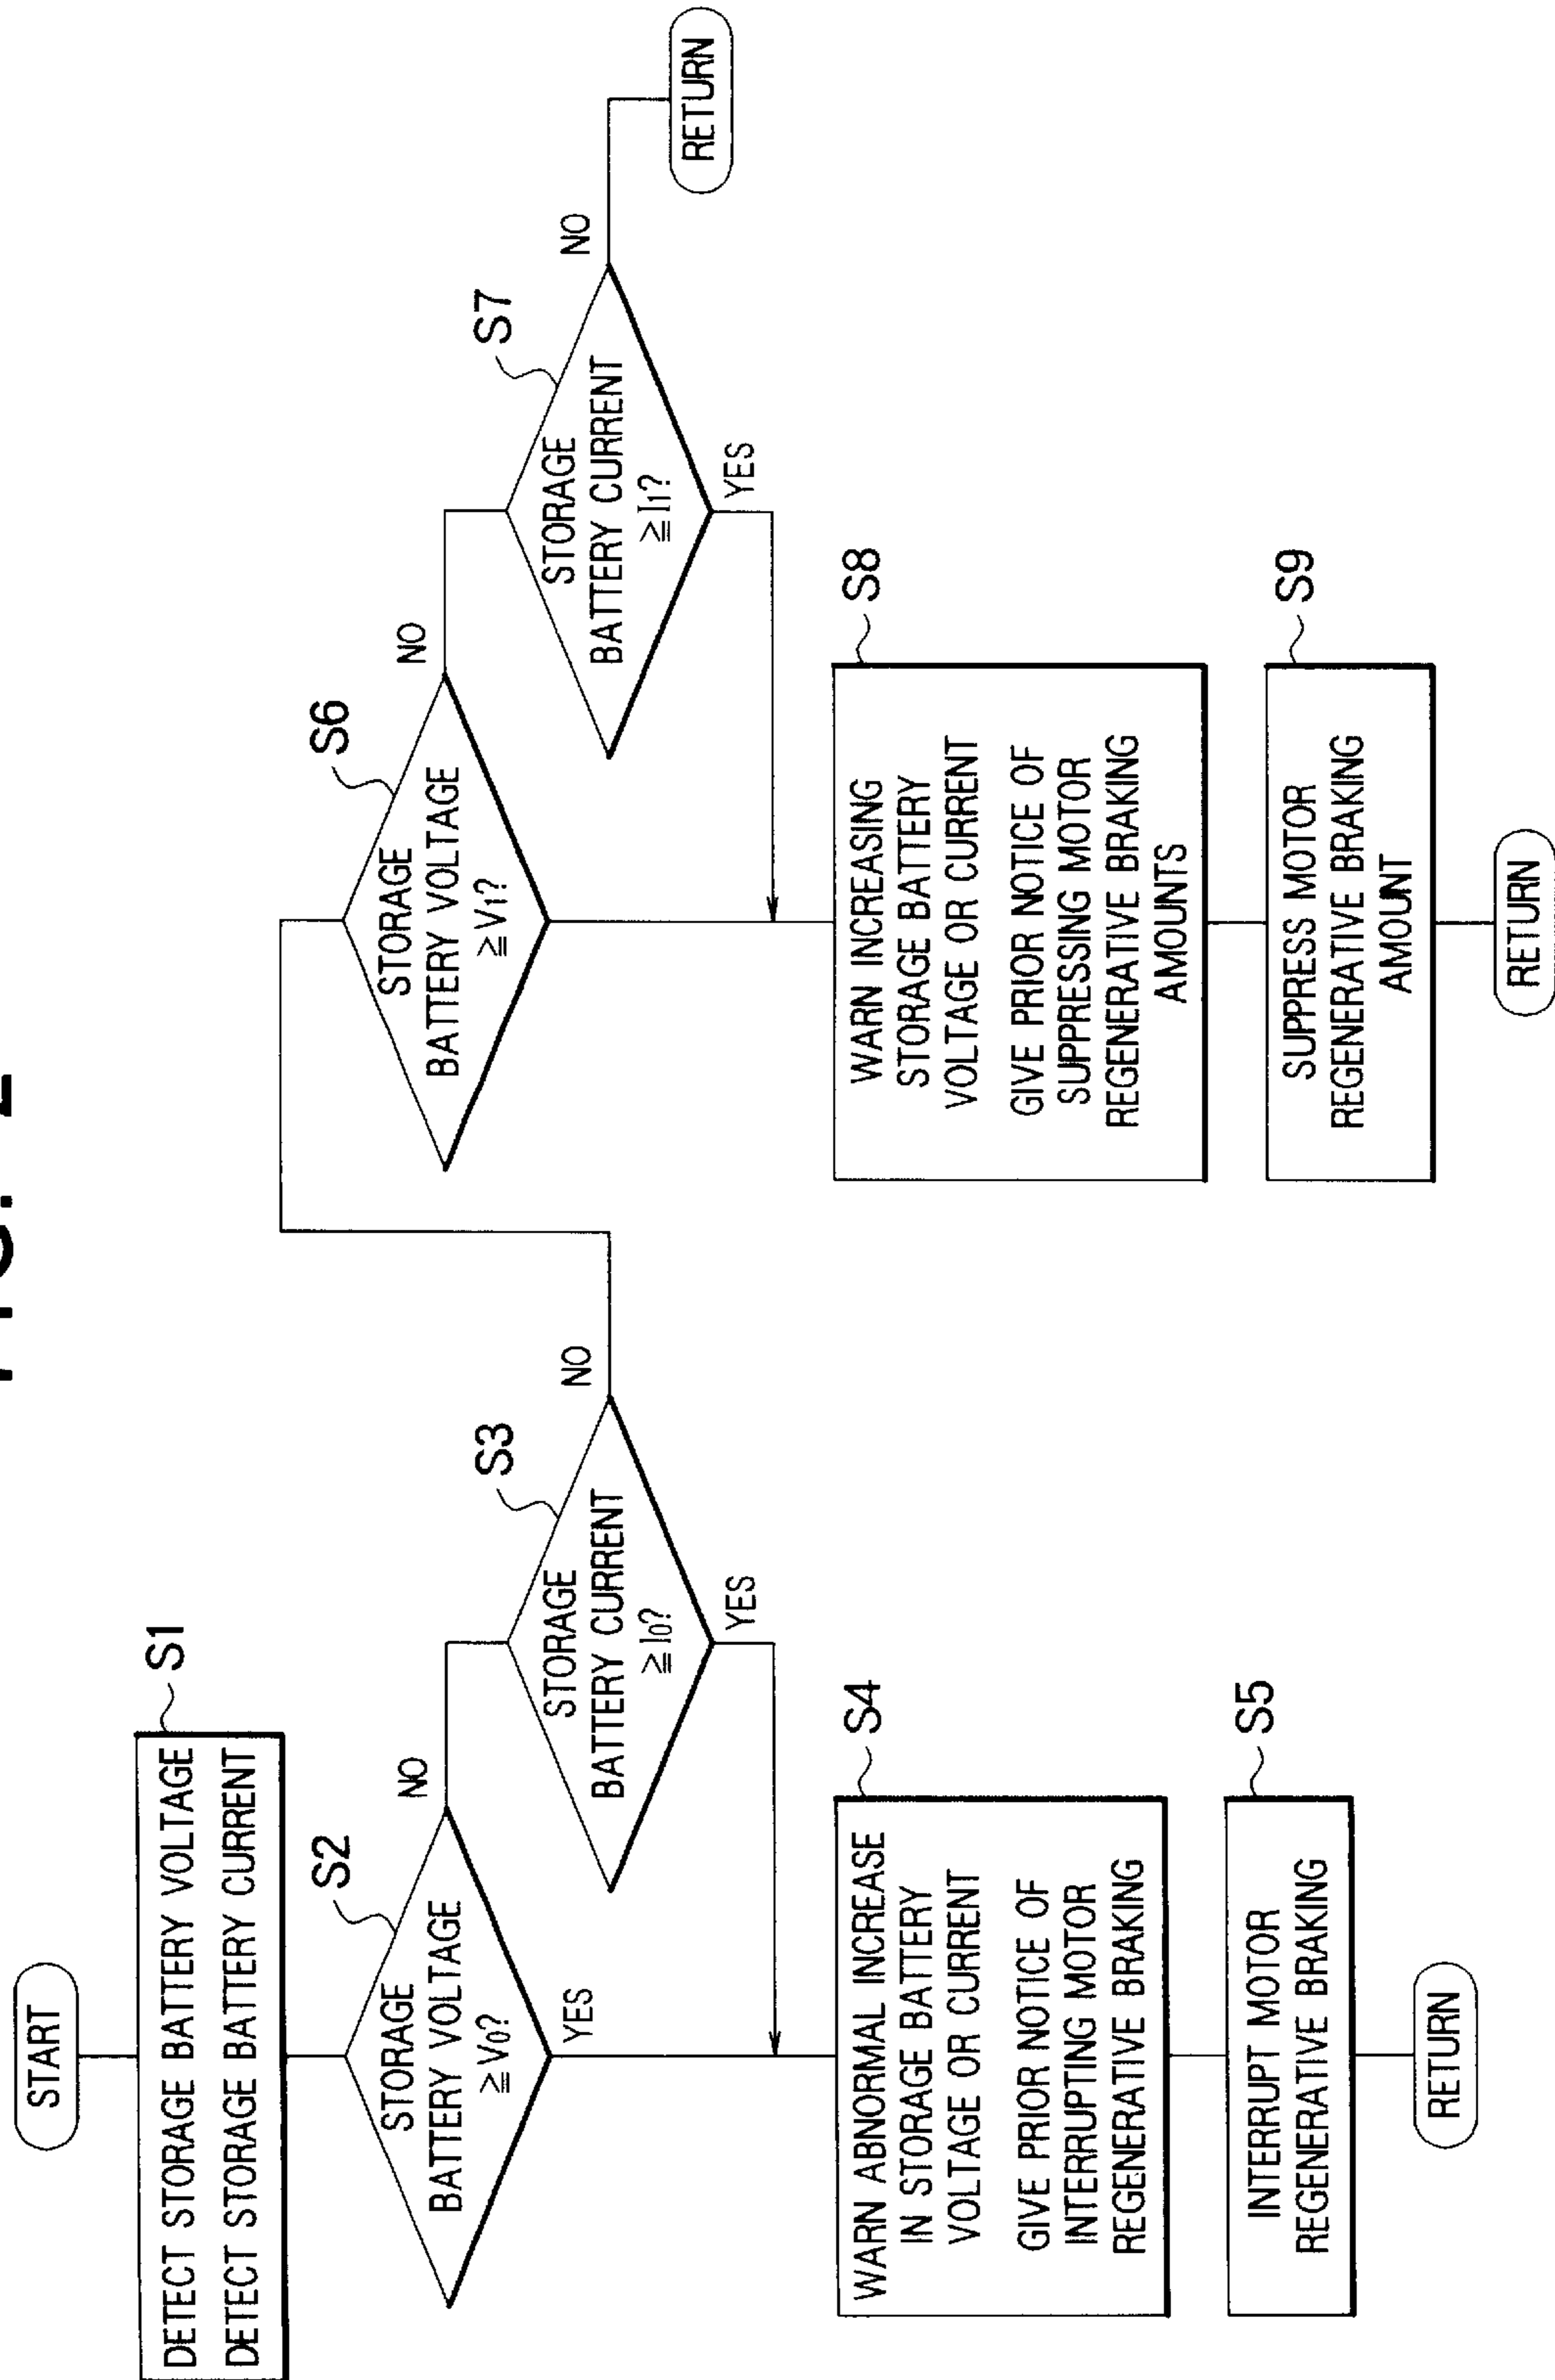 FIG. 2
START
DETECT STORAGE BATTERY VOLTAGE
DETECT STORAGE BATTERY CURRENT
S1
STORAGE
BATTERY VOLTAGE
≧V0?
S2
NO
YES
STORAGE
BATTERY CURRENT
≧I0?
S3
NO
YES
WARN ABNORMAL INCREASE
IN STORAGE BATTERY
VOLTAGE OR CURRENT
GIVE PRIOR NOTICE OF
INTERRUPTING MOTOR
REGENERATIVE BRAKING
S4
INTERRUPT MOTOR
REGENERATIVE BRAKING
S5
RETURN
STORAGE
BATTERY VOLTAGE
≧V1?
S6
NO
STORAGE
BATTERY CURRENT
≧I1?
S7
NO
YES
RETURN
WARN INCREASING
STORAGE BATTERY
VOLTAGE OR CURRENT
GIVE PRIOR NOTICE OF
SUPPRESSING MOTOR
REGENERATIVE BRAKING
AMOUNTS
S8
SUPPRESS MOTOR
REGENERATIVE BRAKING
AMOUNT
S9
RETURN